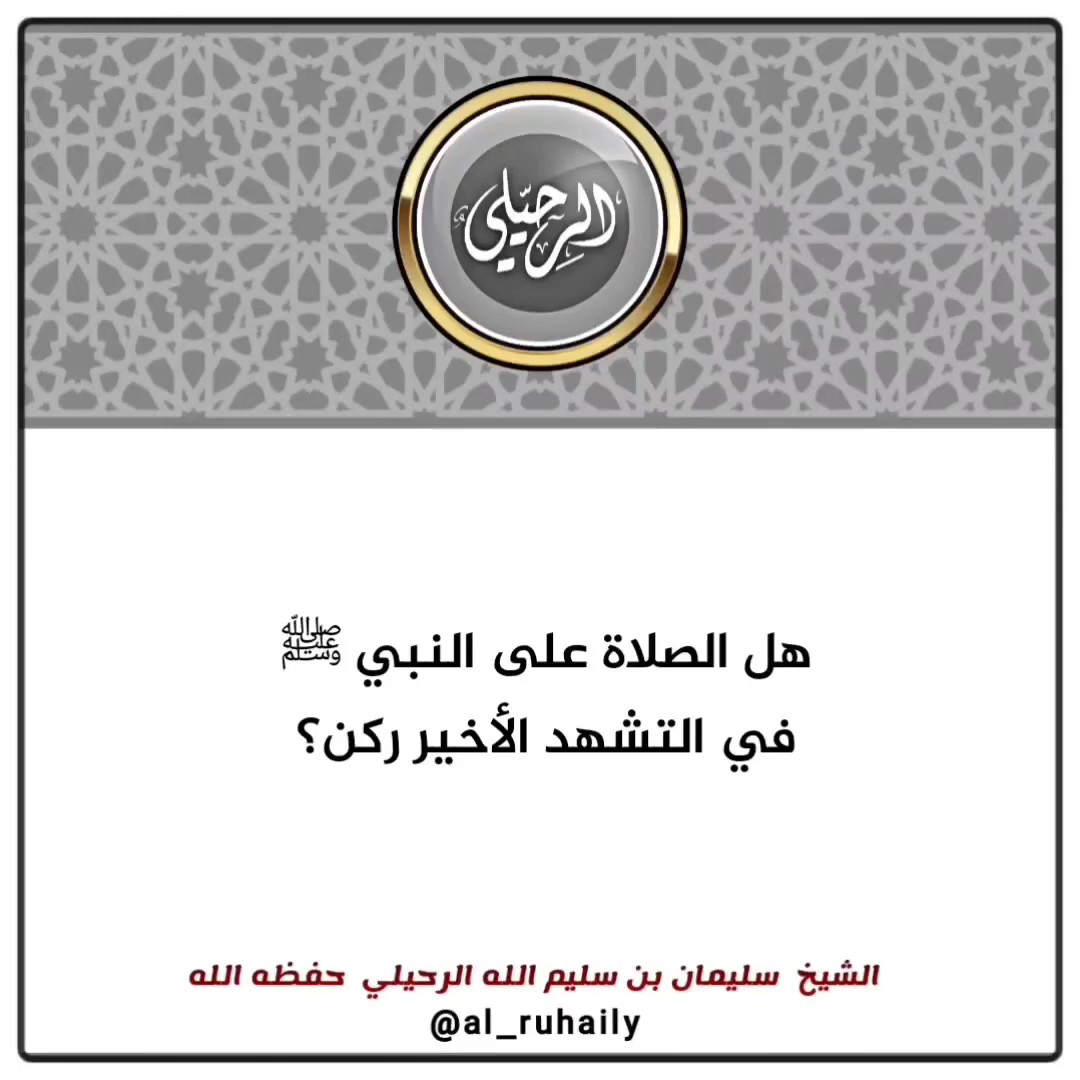 الرحيلي
هل الصلاة على النبي ﷺ
في التشهد الأخير ركن؟
الشيخ سليمان بن سليم الله الرحيلي حفظه الله
@al_ruhaily